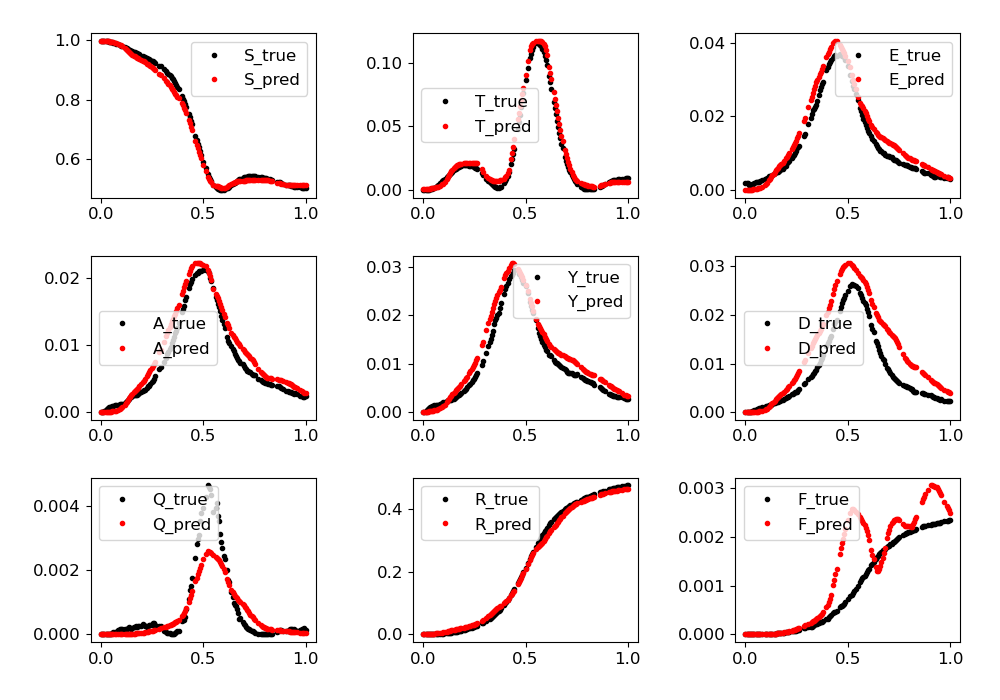 1.0
0.8
0.6
0.0 0.5 1.0
S_true
S_pred
0.10
0.05
0.00
0.0 0.5 1.0
T_true
T_pred
0.04
0.02
0.00
0.0 0.5 1.0
E_true
E_pred
0.02
0.01
0.00
0.0 0.5 1.0
A_true
A_pred
0.03
0.02
0.01
0.00
0.0 0.5 1.0
Y_true
Y_pred
0.03
0.02
0.01
0.00
0.0 0.5 1.0
D_true
D_pred
0.004
0.002
0.000
0.0 0.5 1.0
Q_true
Q_pred
0.4
0.2
0.0
0.0 0.5 1.0
R_true
R_pred
0.003
0.002
0.001
0.000
0.0 0.5 1.0
F_true
F_pred